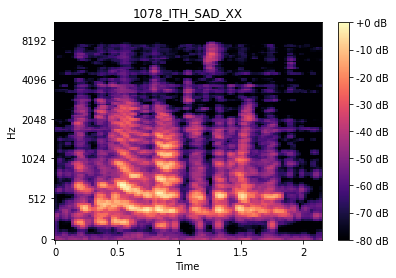 1078_ITH_SAD_XX
8192
4096
2048
1024
512
0
Hz
0
0.5
1
1.5
2
Time
+0 dB
-10 dB
-20 dB
-30 dB
-40 dB
-50 dB
-60 dB
-70 dB
-80 dB